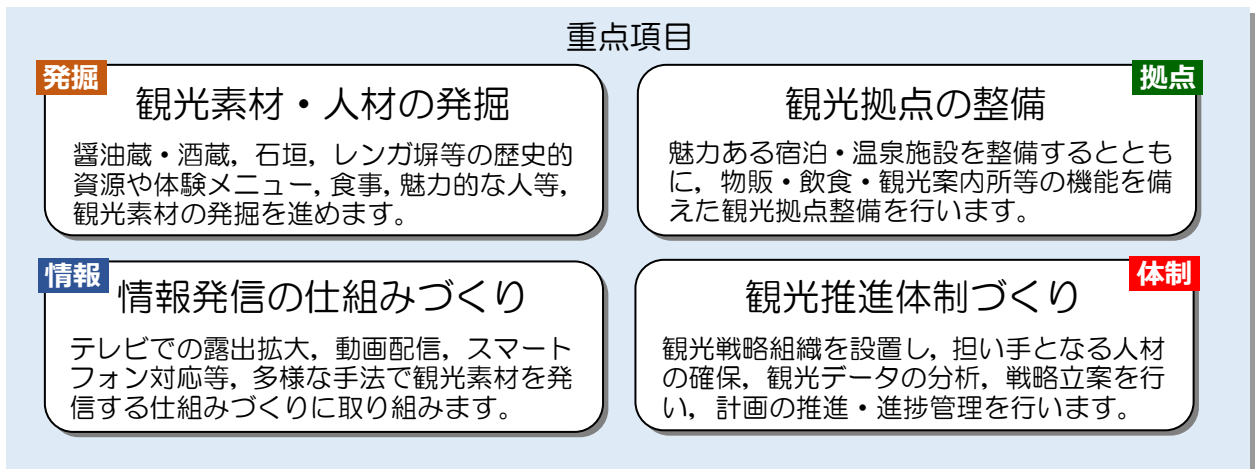 重点項目
発掘
観光素材・人材の発掘
醤油蔵・酒蔵，石垣，レンガ塀等の歴史的
資源や体験メニュー，食事，魅力的な人等，
観光素材の発掘を進めます。
拠点
観光拠点の整備
魅力ある宿泊・温泉施設を整備するととも
に，物販・飲食・観光案内所等の機能を備
えた観光拠点整備を行います。
情報
情報発信の仕組みづくり
テレビでの露出拡大，動画配信，スマート
フォン対応等，多様な手法で観光素材を発
信する仕組みづくりに取り組みます。
体制
観光推進体制づくり
観光戦略組織を設置し，担い手となる人材
の確保，観光データの分析，戦略立案を行
い，計画の推進・進捗管理を行います。